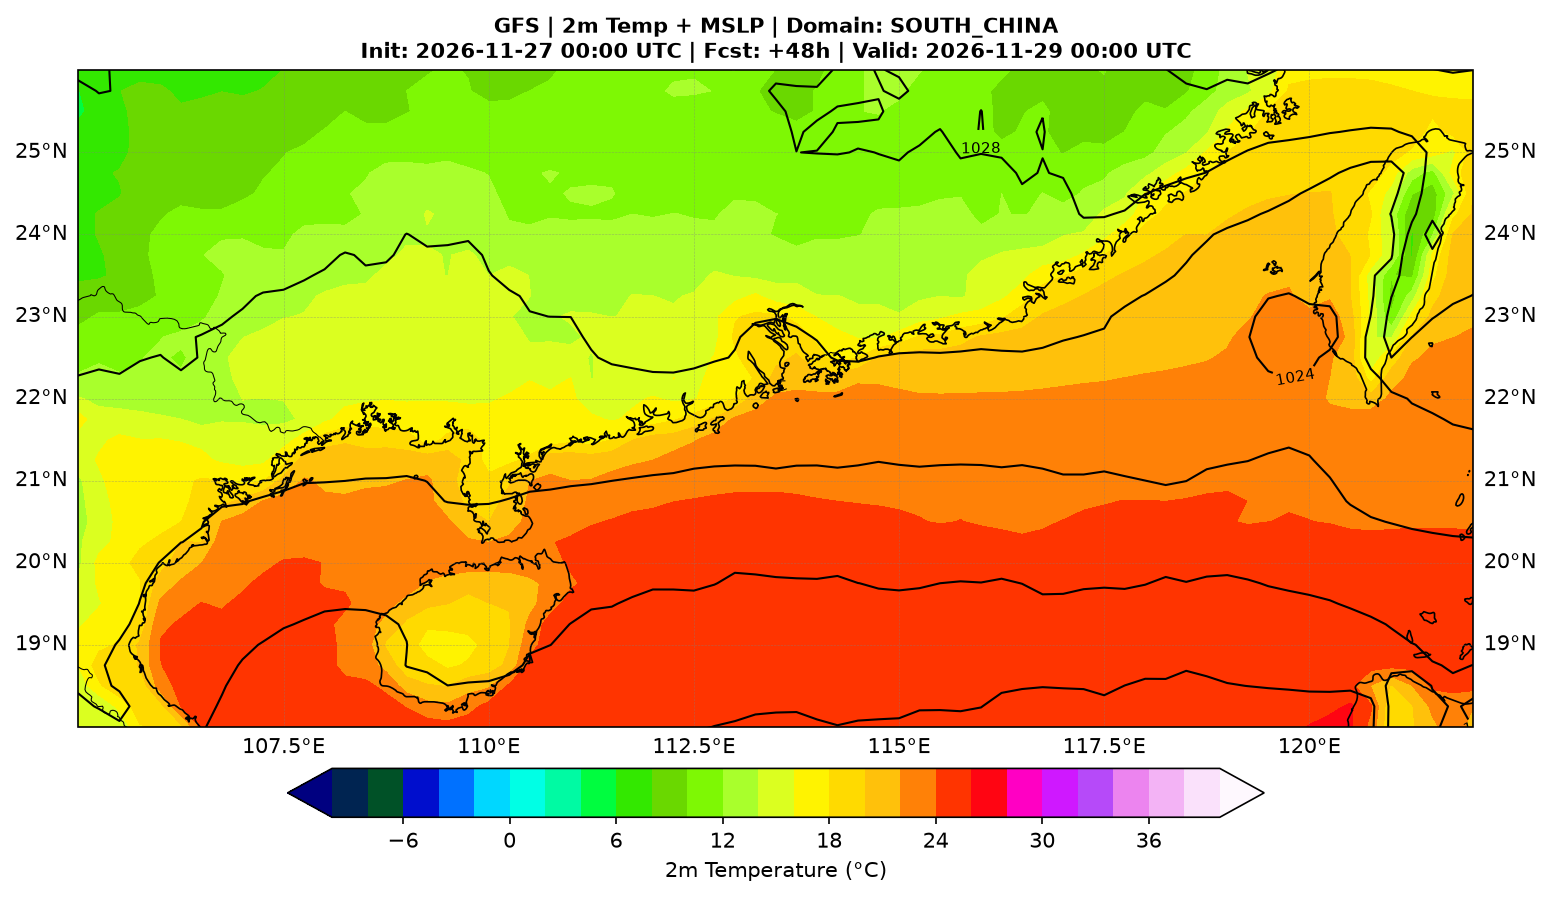 GFS | 2m Temp + MSLP | Domain: SOUTH_CHINA
Init: 2026-11-27 00:00 UTC | Fcst: +48h | Valid: 2026-11-29 00:00 UTC
25°N 1028 25°N
24°N 24°N
23°N 23°N
22°N 1024 22°N
21°N 21°N
20°N 20°N
19°N 19°N
107.5°E 110°E 112.5°E 115°E 117.5°E 120°E
−6 0 6 12 18 24 30 36
2m Temperature (°C)